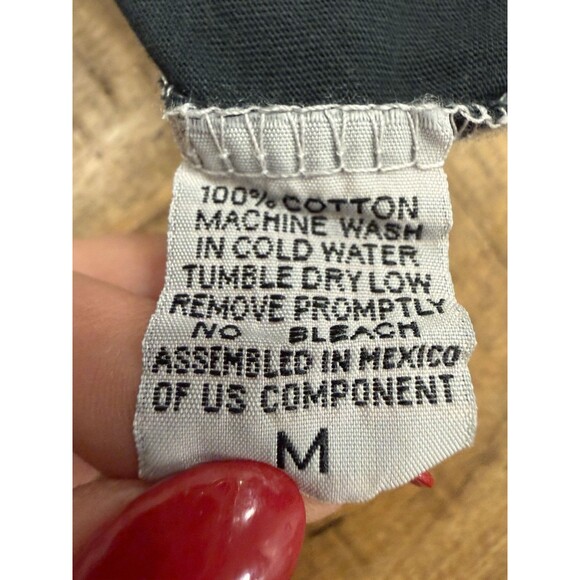 100% COTTON
MACHINE WASH
IN COLD WATER
TUMBLE DRY LOW
REMOVE PROMPTLY
NO BLEACH
ASSEMBLED IN MEXICO
OF US COMPONENT
M